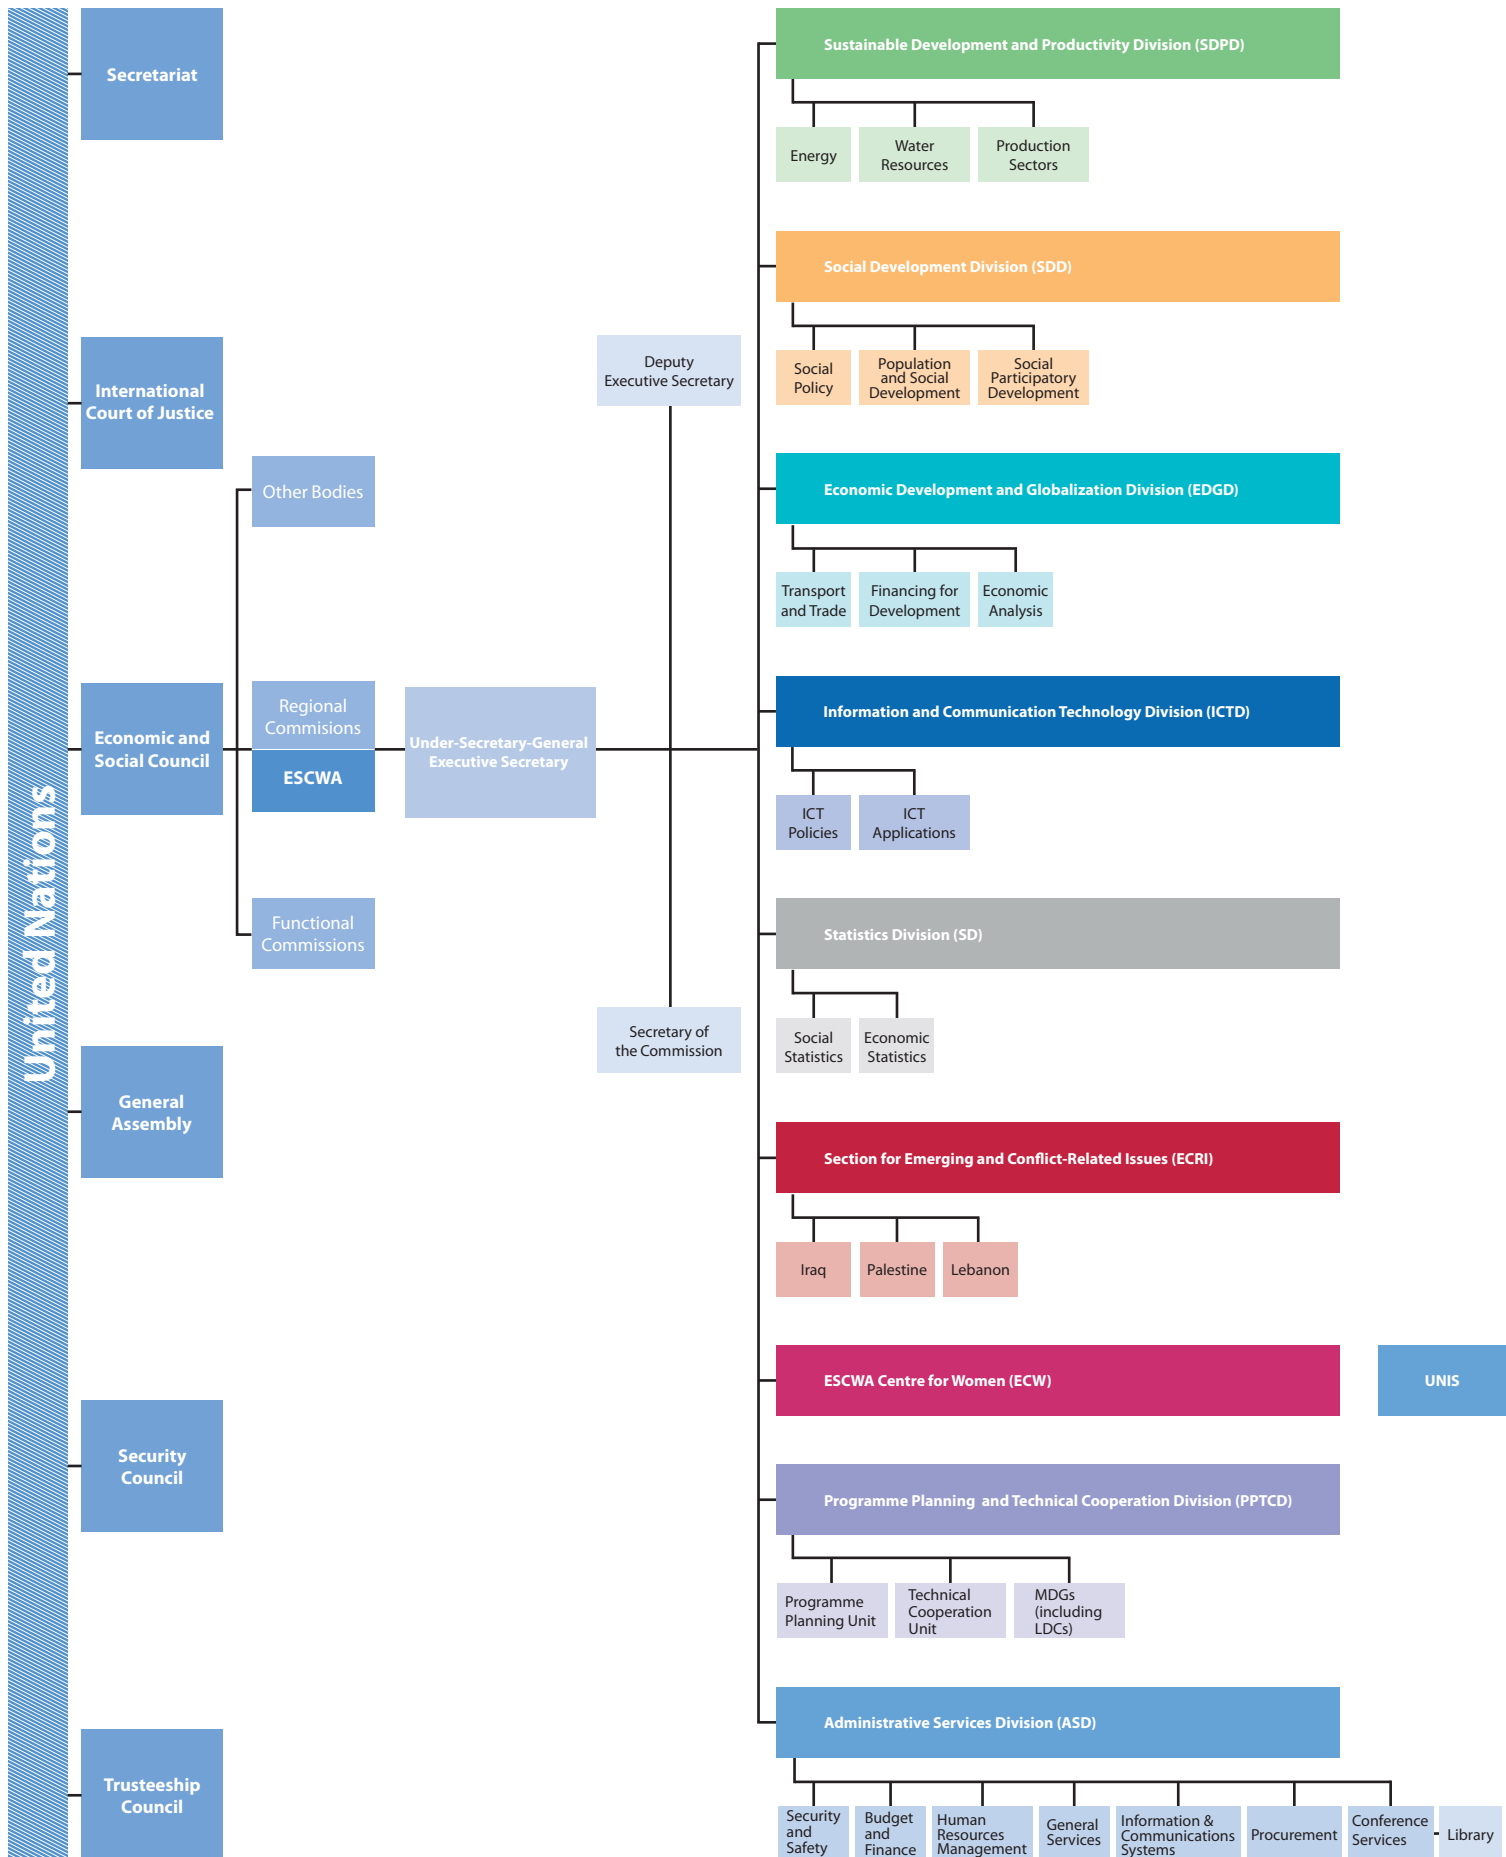 United Nations
Secretariat
International
Court of Justice
Economic and
Social Council
General
Assembly
Security
Council
Trusteeship
Council
Other Bodies
Regional
Commisions
ESCWA
Functional
Commissions
Under-Secretary-General
Executive Secretary
Deputy
Executive Secretary
Secretary of
the Commission
Sustainable Development and Productivity Division (SDPD)
Energy
Water
Resources
Production
Sectors
Social Development Division (SDD)
Social
Policy
Population
and Social
Development
Social
Participatory
Development
Economic Development and Globalization Division (EDGD)
Transport
and Trade
Financing for
Development
Economic
Analysis
Information and Communication Technology Division (ICTD)
ICT
Policies
ICT
Applications
Statistics Division (SD)
Social
Statistics
Economic
Statistics
Section for Emerging and Conflict-Related Issues (ECRI)
Iraq
Palestine
Lebanon
ESCWA Centre for Women (ECW)
UNIS
Programme Planning and Technical Cooperation Division (PPTCD)
Programme
Planning Unit
Technical
Cooperation
Unit
MDGs
(including
LDCs)
Administrative Services Division (ASD)
Security
and
Safety
Budget
and
Finance
Human
Resources
Management
General
Services
Information &
Communications
Systems
Procurement
Conference
Services
Library